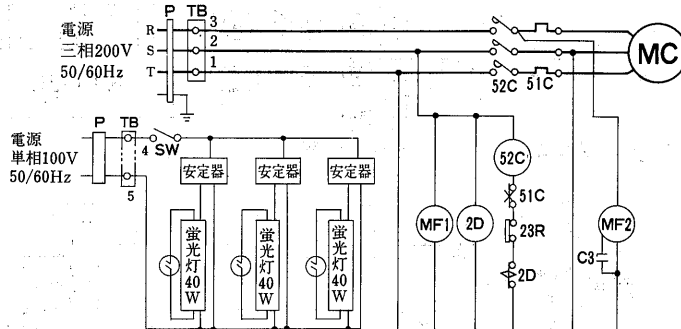 電源
三相200V
50/60Hz
P TB
R 3
S 2
T 1
52C 51C
MC
電源
単相100V
50/60Hz
P TB
4 SW
5
安定器 安定器 安定器
蛍光灯40W 蛍光灯40W 蛍光灯40W
MF1 2D
52C
51C
23R
2D
MF2
C3